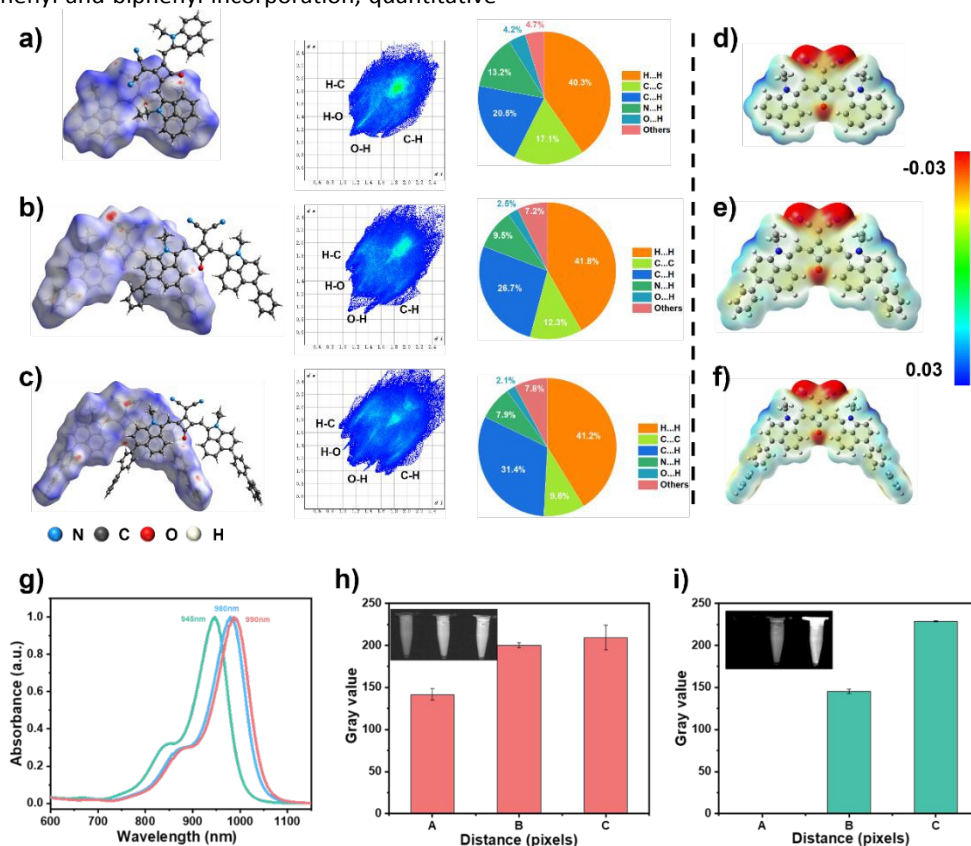 phenyl and biphenyl incorporation, quantitative
a)
H-C
H-O
O-H
C-H
4.2%
4.7%
13.2%
40.3%
20.5%
17.1%
H...H
C...C
C...H
N...H
O...H
Others
d)
-0.03
b)
H-C
H-O
O-H
C-H
2.5%
7.2%
9.5%
41.8%
26.7%
12.3%
H...H
C...C
C...H
N...H
O...H
Others
e)
c)
H-C
H-O
O-H
C-H
2.1%
7.8%
7.9%
41.2%
31.4%
9.6%
H...H
C...C
C...H
N...H
O...H
Others
f)
0.03
N C O H
g)
945nm
980nm
990nm
Absorbance (a.u.)
1.0
0.8
0.6
0.4
0.2
0.0
600 700 800 900 1000 1100
Wavelength (nm)
h)
Gray value
250
200
150
100
50
0
A B C
Distance (pixels)
i)
Gray value
250
200
150
100
50
0
A B C
Distance (pixels)